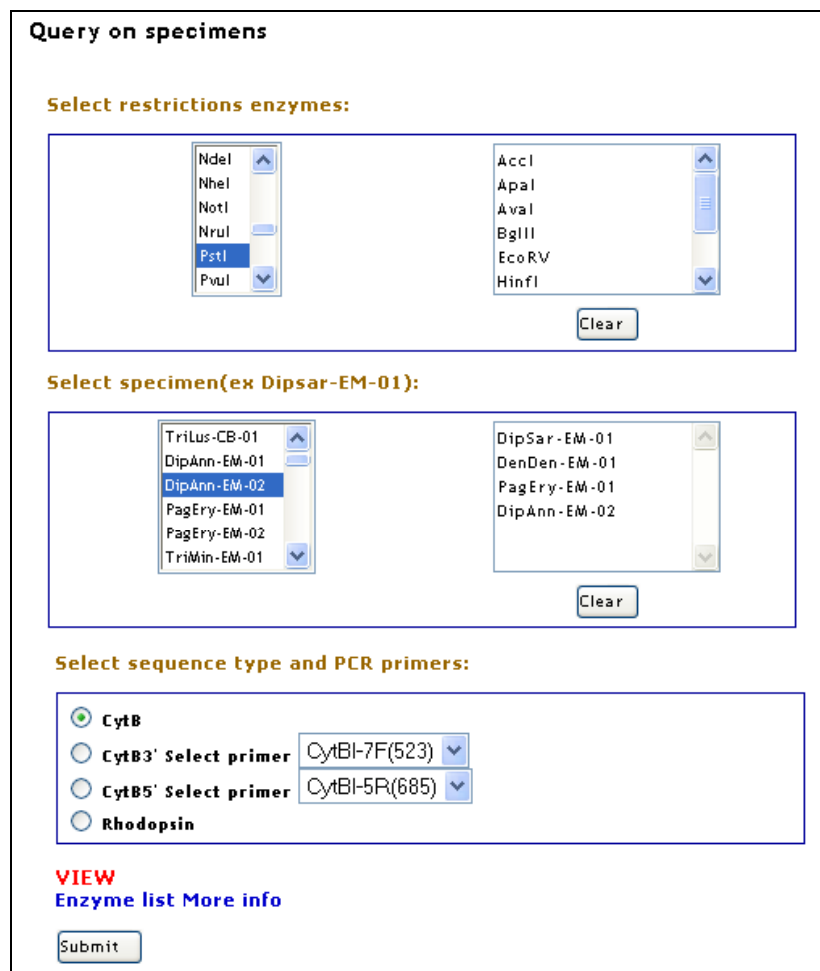 Query on specimens
Select restrictions enzymes:
NdeI
NheI
NotI
NruI
PstI
PvuI
AccI
ApaI
AvaI
BglII
EcoRV
HinfI
Clear
Select specimen(ex Dipsar-EM-01):
TriLus-CB-01
DipAnn-EM-01
DipAnn-EM-02
PagEry-EM-01
PagEry-EM-02
TriMin-EM-01
DipSar-EM-01
DenDen-EM-01
PagEry-EM-01
DipAnn-EM-02
Clear
Select sequence type and PCR primers:
CytB
CytB3' Select primer CytBI-7F(523)
CytB5' Select primer CytBI-5R(685)
Rhodopsin
VIEW
Enzyme list More info
Submit